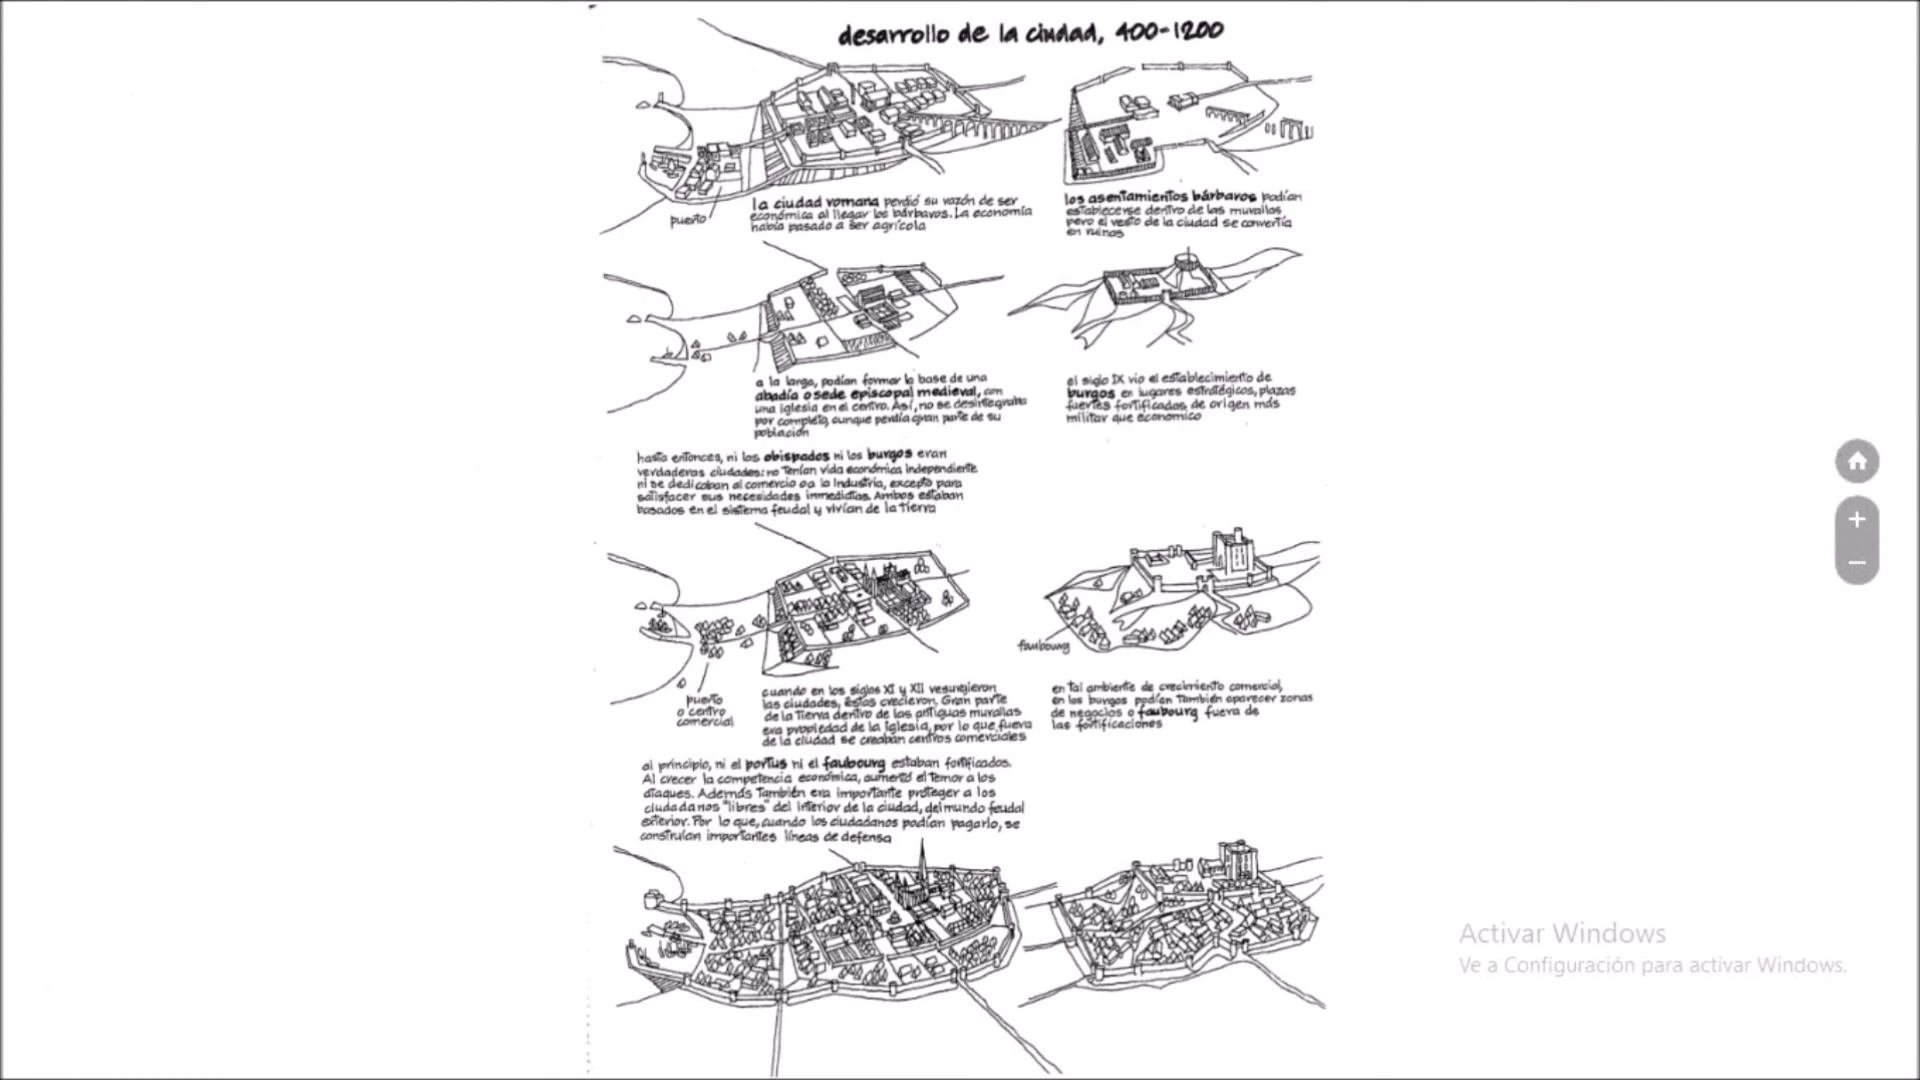 desarrollo de la ciudad, 400-1200
puerto
la ciudad romana perdió su razón de ser
económica al llegar los bárbaros. La economía
había pasado a ser agrícola
los asentamientos bárbaros podían
establecerse dentro de las murallas
pero el resto de la ciudad se convertía
en ruinas
a la larga, podían formar la base de una
abadía o sede episcopal medieval, con
una iglesia en el centro. Así, no se desintegraba
por completo, aunque perdía gran parte de su
población
el siglo IX vio el establecimiento de
burgos en lugares estratégicos, plazas
fuertes fortificadas de origen más
militar que económico
hasta entonces, ni los obispados ni los burgos eran
verdaderas ciudades: no tenían vida económica independiente
ni se dedicaban al comercio o a la industria, excepto para
satisfacer sus necesidades inmediatas. Ambos estaban
basados en el sistema feudal y vivían de la tierra
faubourg
puerto
o centro
comercial
cuando en los siglos XI y XII resurgieron
las ciudades, éstas crecieron. Gran parte
de la tierra dentro de las antiguas murallas
era propiedad de la iglesia, por lo que fuera
de la ciudad se creaban centros comerciales
en tal ambiente de crecimiento comercial,
en los burgos podían también aparecer zonas
de negocios o faubourg fuera de
las fortificaciones
al principio, ni el portus ni el faubourg estaban fortificados.
Al crecer la competencia económica, aumentó el temor a los
ataques. Además también era importante proteger a los
ciudadanos "libres" del interior de la ciudad, del mundo feudal
exterior. Por lo que, cuando los ciudadanos podían pagarlo, se
construían importantes líneas de defensa
Activar Windows
Ve a Configuración para activar Windows.